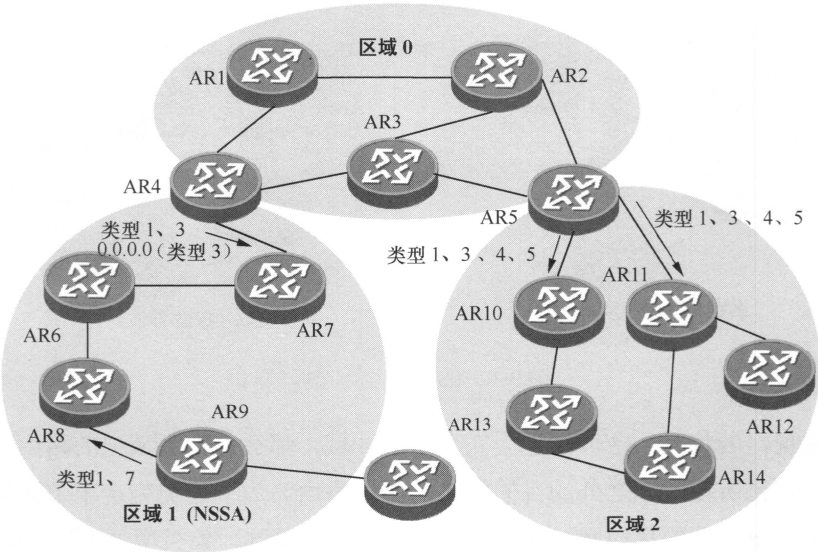 区域 0
AR1
AR2
AR3
AR4
AR5
类型 1、3
0.0.0.0（类型 3）
类型 1、3 、4、5
类型 1、3 、4、5
AR11
AR6
AR7
AR10
AR8
AR9
AR13
AR12
AR14
类型1、7
区域 1 (NSSA)
区域 2